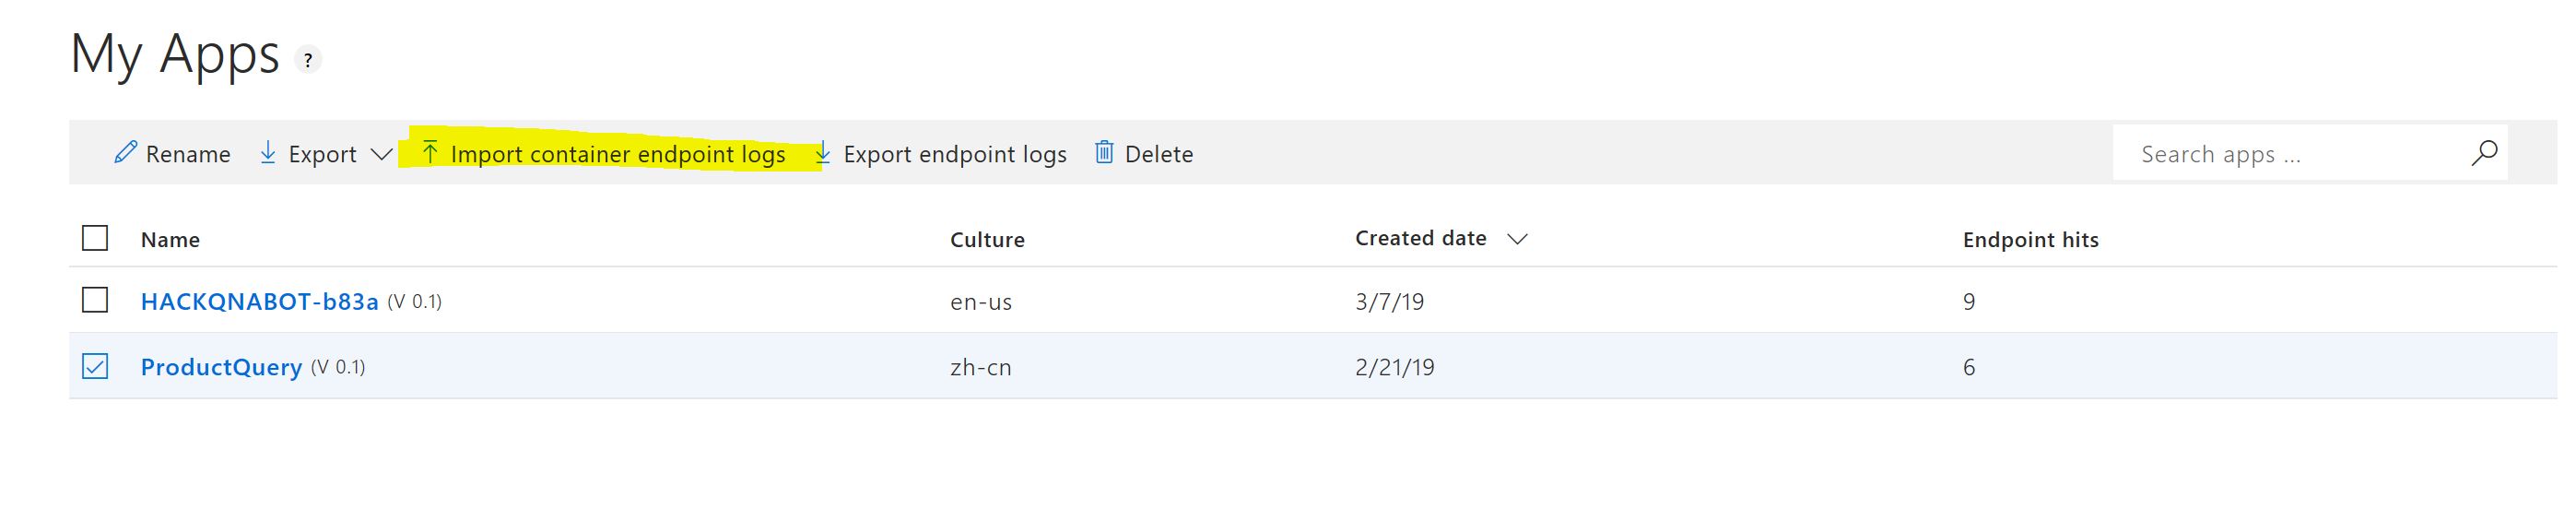 My Apps ?
Rename Export Import container endpoint logs Export endpoint logs Delete Search apps ...
Name Culture Created date Endpoint hits
HACKQNABOT-b83a (V 0.1) en-us 3/7/19 9
ProductQuery (V 0.1) zh-cn 2/21/19 6